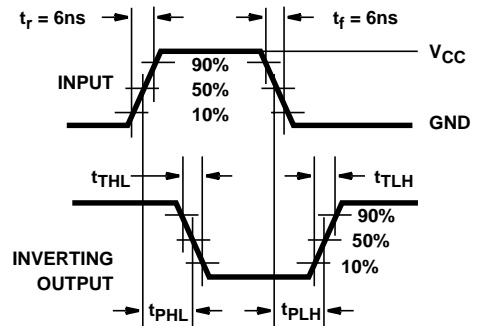 t_r = 6ns
t_f = 6ns
V_CC
90%
INPUT
50%
10%
GND
t_THL
t_TLH
90%
50%
INVERTING
OUTPUT
10%
t_PHL
t_PLH